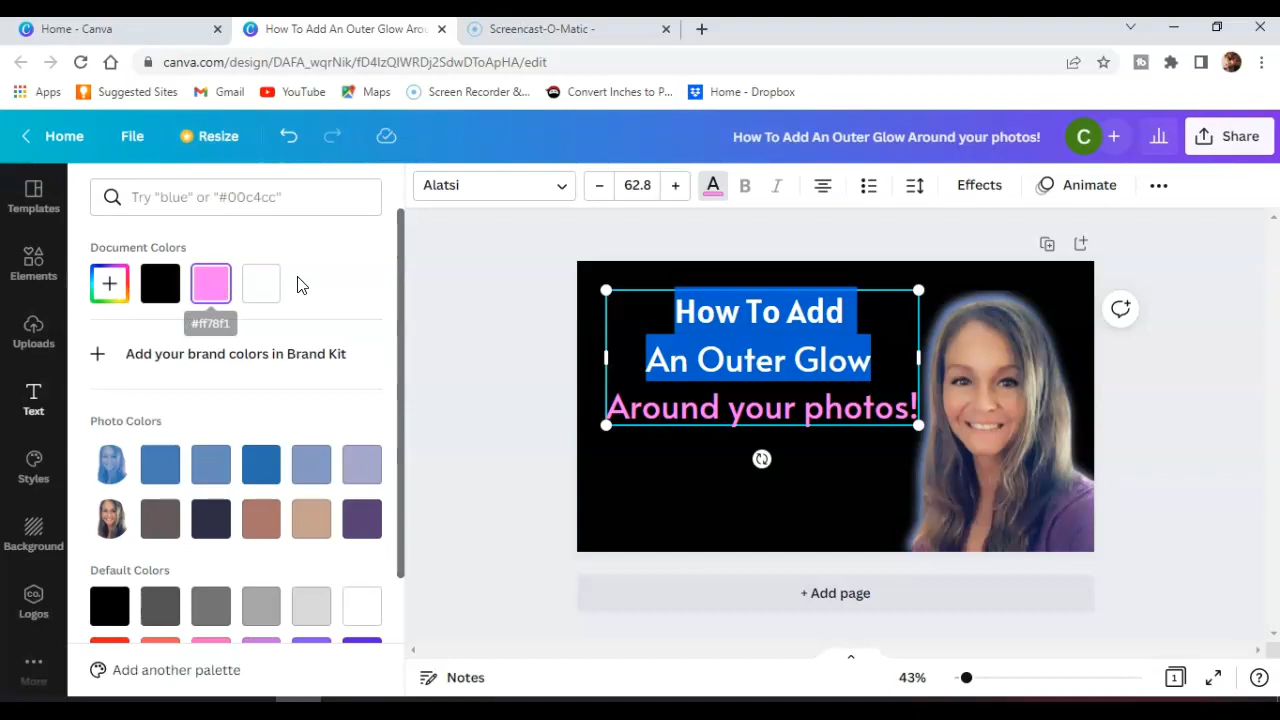 Home - Canva
How To Add An Outer Glow Arou
Screencast-O-Matic -
canva.com/design/DAFA_wqrNik/fD4IzQIWRDj2SdwDToApHA/edit
Apps
Suggested Sites
Gmail
YouTube
Maps
Screen Recorder &...
Convert Inches to P...
Home - Dropbox
Home
File
Resize
How To Add An Outer Glow Around your photos!
C
Share
Templates
Elements
Uploads
Text
Styles
Background
CO.
Logos
More
Try "blue" or "#00c4cc"
Document Colors
#ff78f1
Add your brand colors in Brand Kit
Photo Colors
Default Colors
Add another palette
Alatsi
62.8
A
B
I
Effects
Animate
How To Add
An Outer Glow
Around your photos!
+ Add page
Notes
43%
1